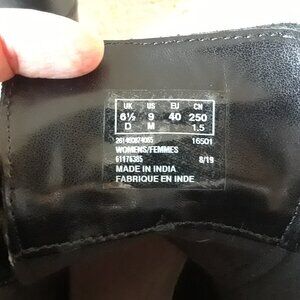 UK US EU CN
6½ 9 40 250
D M 1.5
261460874065 16501
WOMENS/FEMMES
61176385 8/19
MADE IN INDIA
FABRIQUE EN INDE